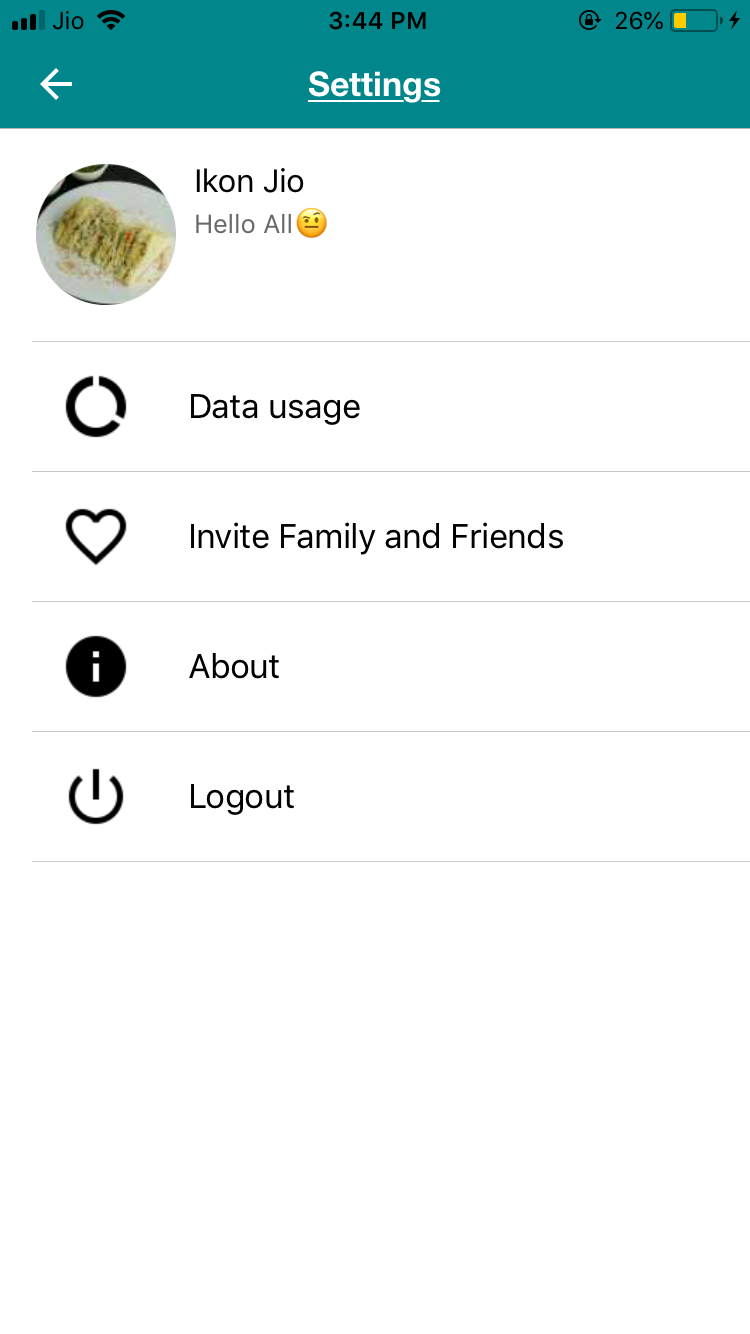 Jio 3:44 PM 26%
Settings
Ikon Jio
Hello All🤨
Data usage
Invite Family and Friends
About
Logout